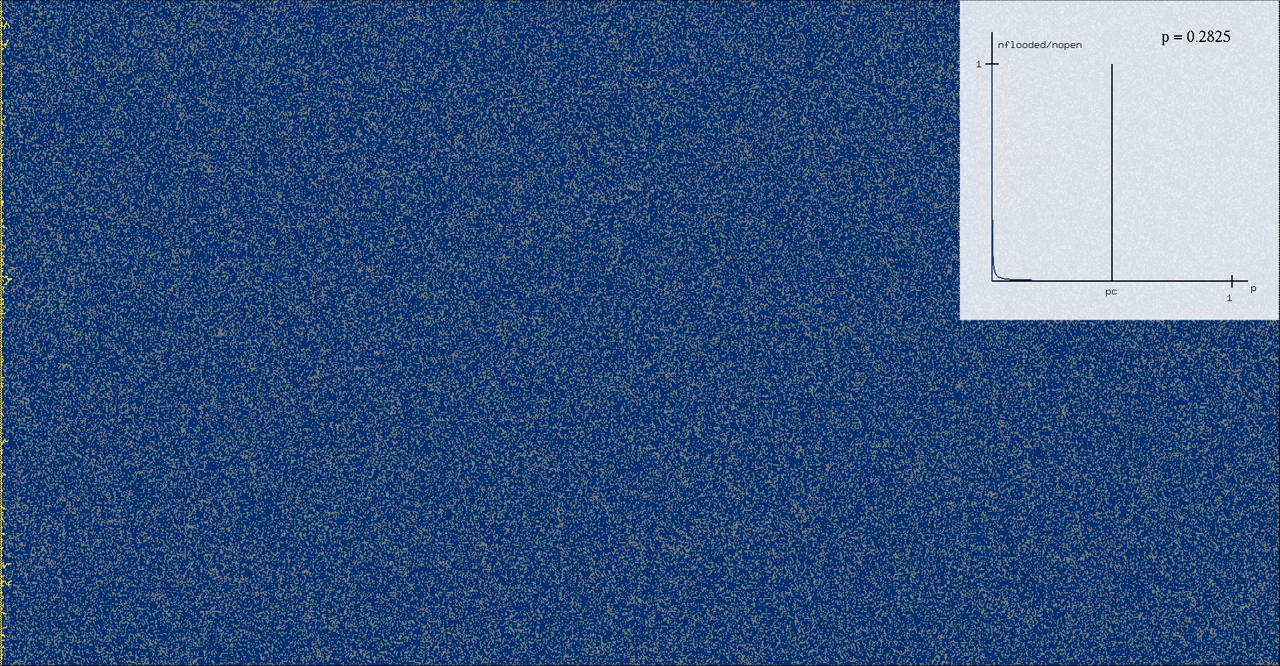 p = 0.2825
nflooded/nopen
1
pc
p
1